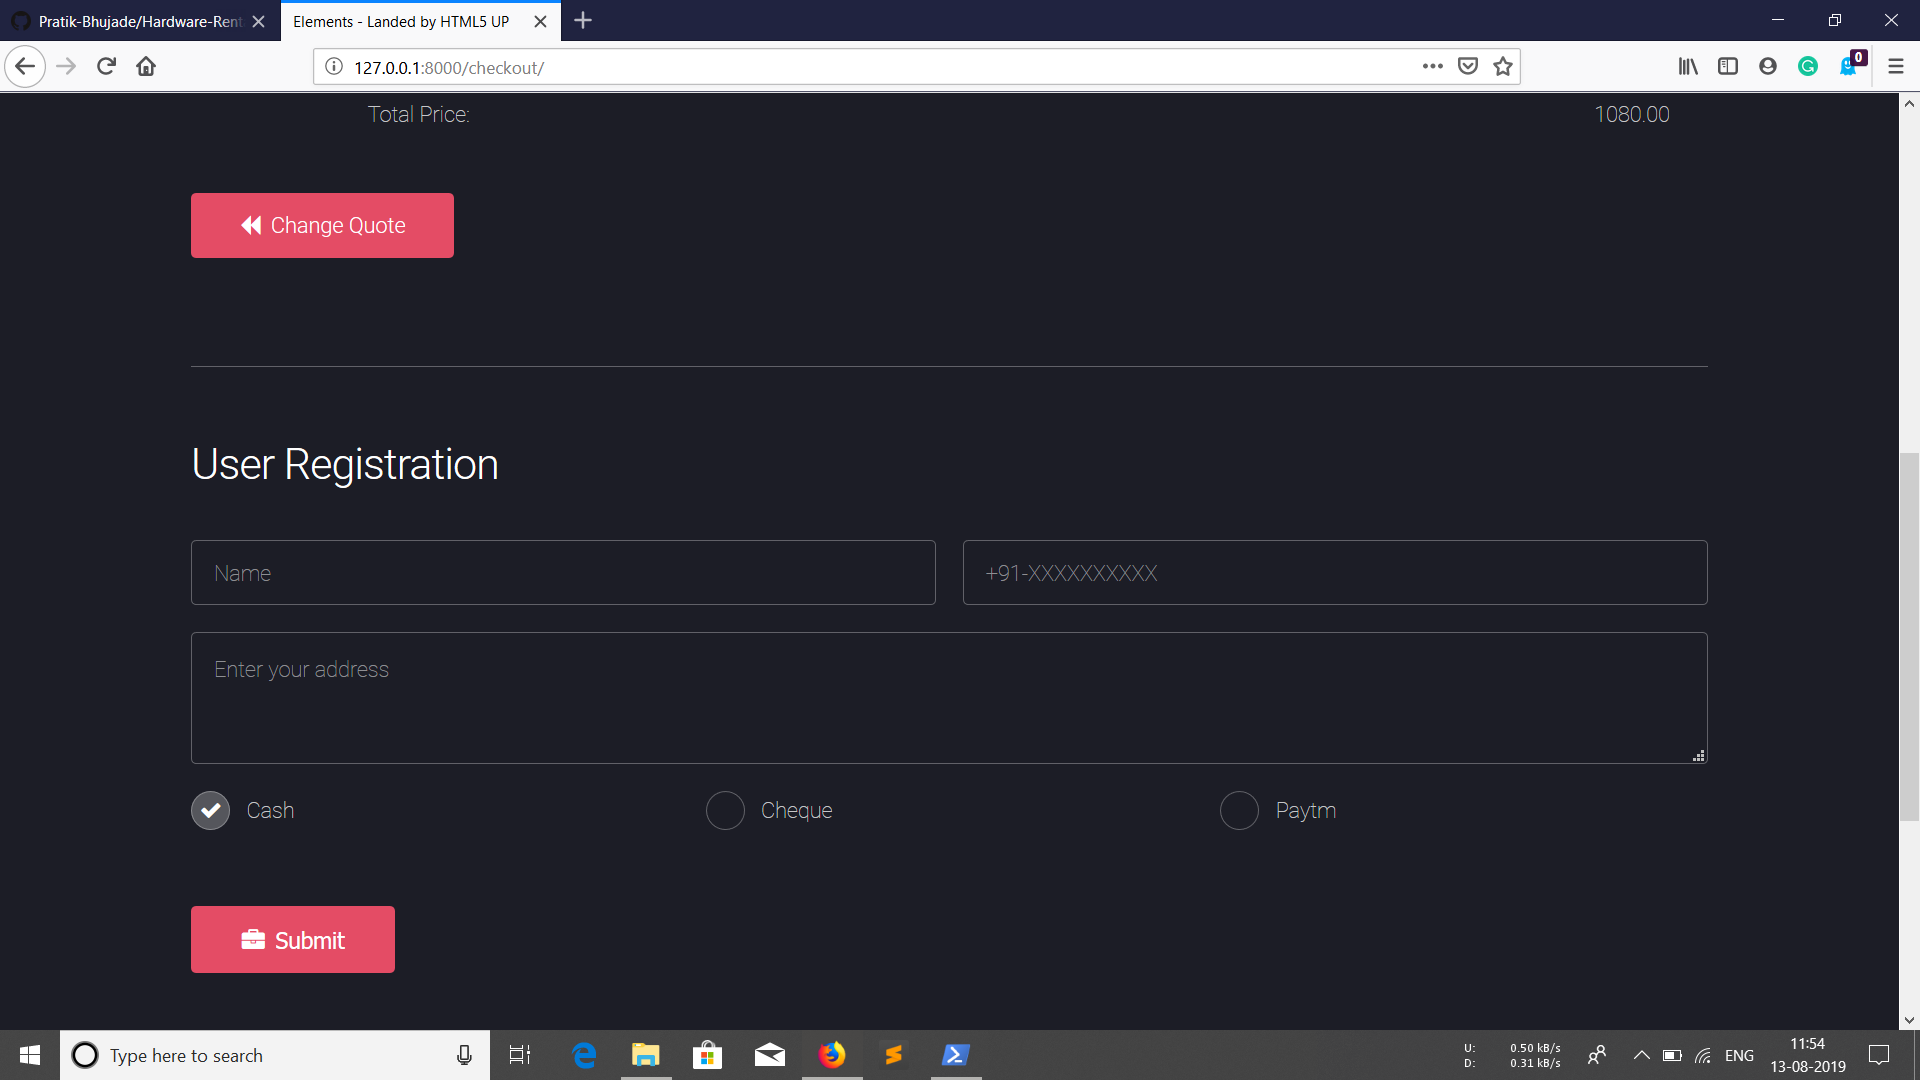 Pratik-Bhujade/Hardware-Rent
Elements - Landed by HTML5 UP
127.0.0.1:8000/checkout/
0
Total Price: 1080.00
Change Quote
User Registration
Name
+91-XXXXXXXXXX
Enter your address
Cash
Cheque
Paytm
Submit
Type here to search
U: 0.50 kB/s
D: 0.31 kB/s
ENG
11:54
13-08-2019